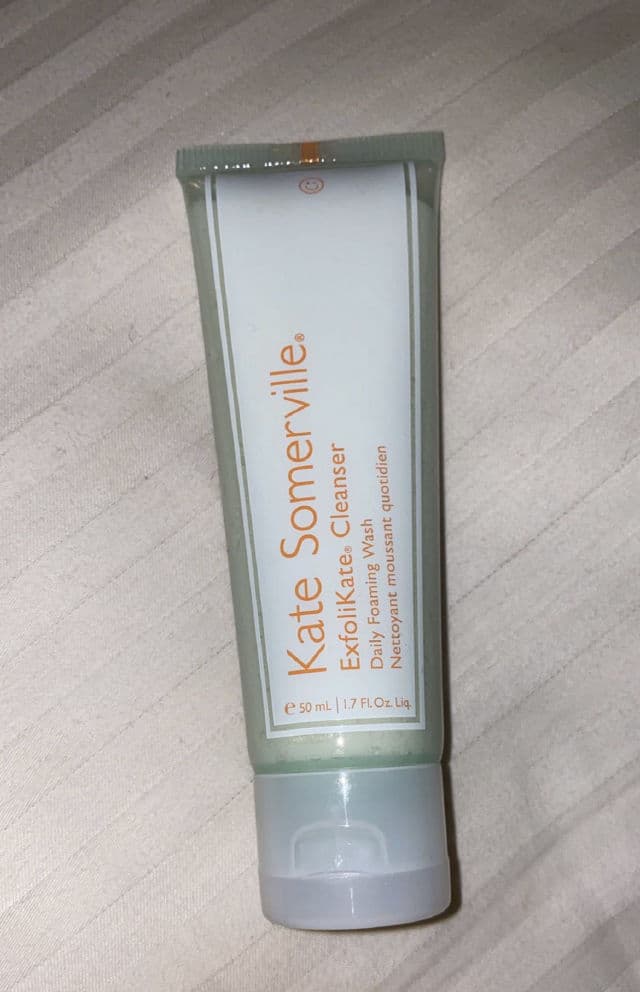 Kate Somerville®
ExfoliKate® Cleanser
Daily Foaming Wash
Nettoyant moussant quotidien
e 50 mL | 1.7 Fl. Oz. Liq.